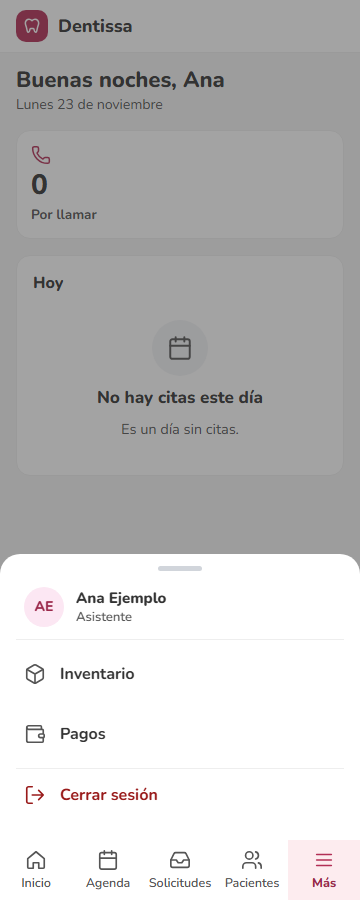 Dentissa
Buenas noches, Ana
Lunes 23 de noviembre
0
Por llamar
Hoy
No hay citas este día
Es un día sin citas.
AE
Ana Ejemplo
Asistente
Inventario
Pagos
Cerrar sesión
Inicio
Agenda
Solicitudes
Pacientes
Más